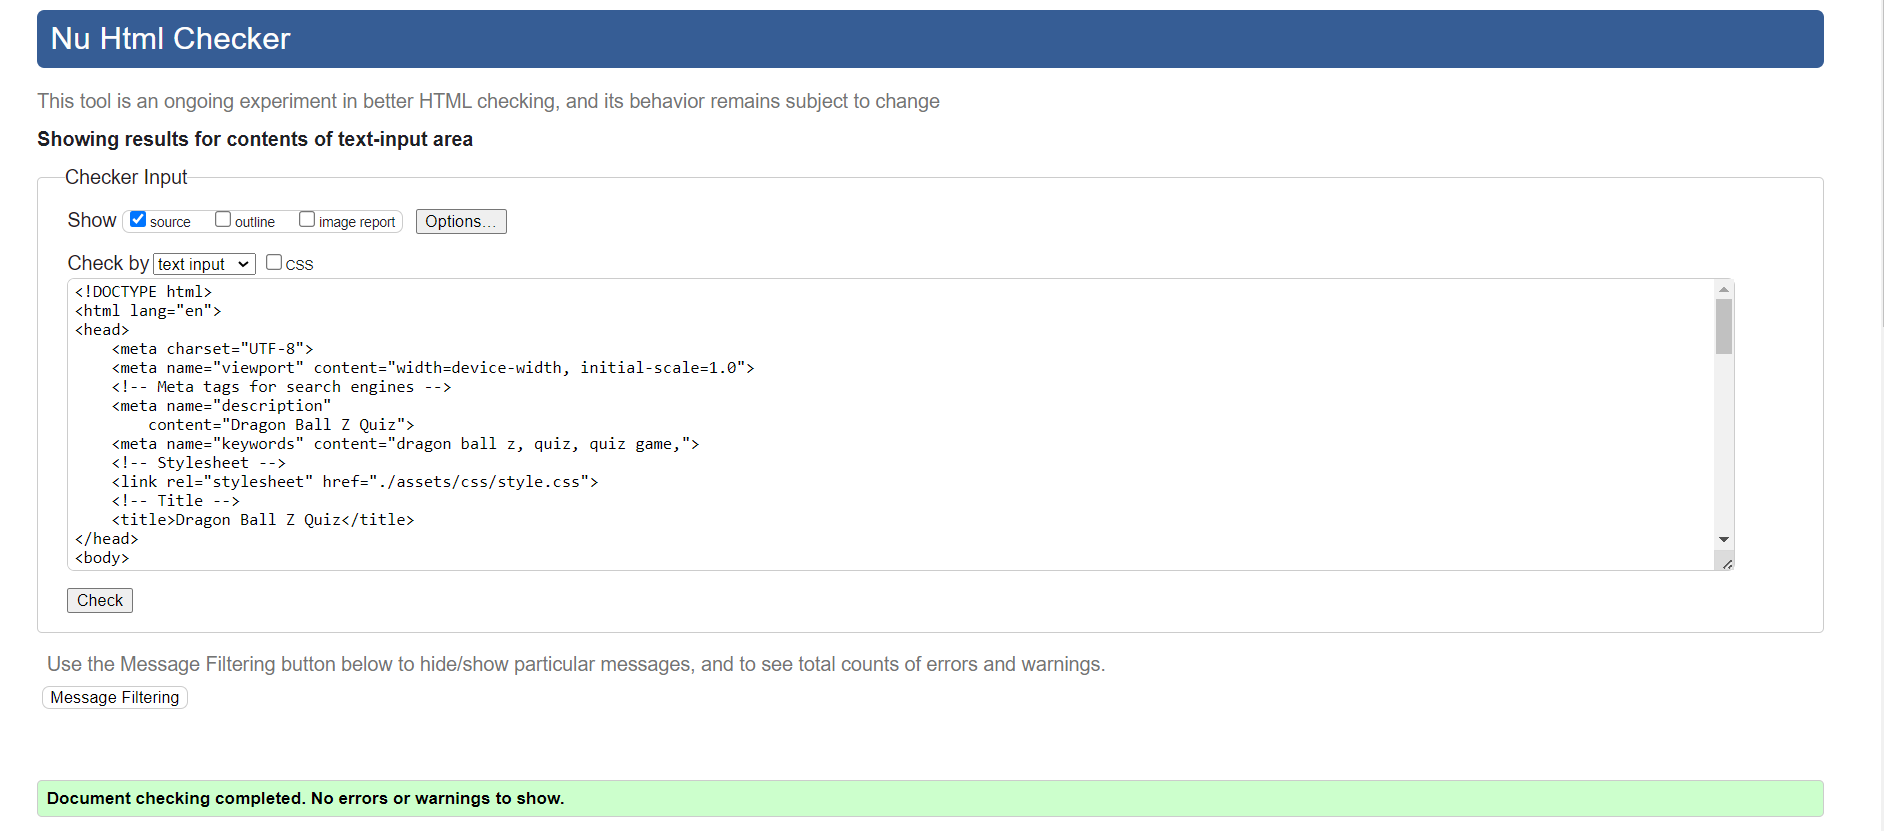 Nu Html Checker
This tool is an ongoing experiment in better HTML checking, and its behavior remains subject to change
Showing results for contents of text-input area
Checker Input
Show source outline image report Options...
Check by text input CSS
<!DOCTYPE html>
<html lang="en">
<head>
    <meta charset="UTF-8">
    <meta name="viewport" content="width=device-width, initial-scale=1.0">
    <!-- Meta tags for search engines -->
    <meta name="description"
        content="Dragon Ball Z Quiz">
    <meta name="keywords" content="dragon ball z, quiz, quiz game,">
    <!-- Stylesheet -->
    <link rel="stylesheet" href="./assets/css/style.css">
    <!-- Title -->
    <title>Dragon Ball Z Quiz</title>
</head>
<body>
Check
Use the Message Filtering button below to hide/show particular messages, and to see total counts of errors and warnings.
Message Filtering
Document checking completed. No errors or warnings to show.